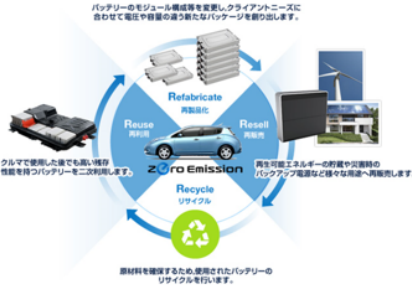 バッテリーのモジュール構成等を変更し、クライアントニーズに
合わせて電圧や容量の違う新たなパッケージを創り出します。
Refabricate
再製品化
Reuse
再利用
Resell
再販売
クルマで使用した後でも高い残存
性能を持つバッテリーを二次利用します。
Zero Emission
再生可能エネルギーの貯蔵や災害時の
バックアップ電源など様々な用途へ再販売します
Recycle
リサイクル
原材料を確保するため、使用されたバッテリーの
リサイクルを行います。